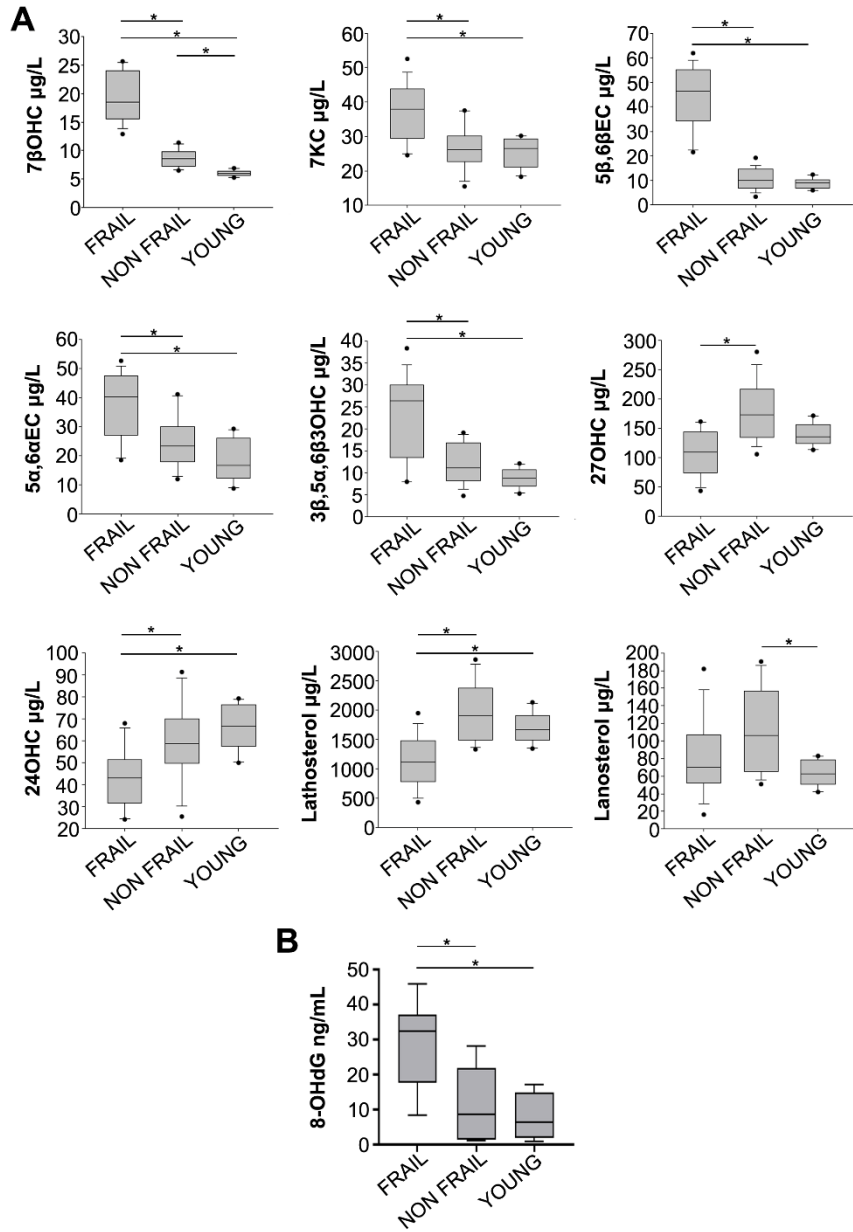 A
* * *
7βOHC µg/L
30
25
20
15
10
5
0
FRAIL
NON FRAIL
YOUNG
* *
7KC µg/L
60
50
40
30
20
10
FRAIL
NON FRAIL
YOUNG
* *
5β,6βEC µg/L
70
60
50
40
30
20
10
0
FRAIL
NON FRAIL
YOUNG
* *
5α,6αEC µg/L
60
50
40
30
20
10
0
FRAIL
NON FRAIL
YOUNG
* *
3β,5α,6β3OHC µg/L
40
35
30
25
20
15
10
5
0
FRAIL
NON FRAIL
YOUNG
*
27OHC µg/L
300
250
200
150
100
50
0
FRAIL
NON FRAIL
YOUNG
* *
24OHC µg/L
100
90
80
70
60
50
40
30
20
FRAIL
NON FRAIL
YOUNG
* *
Lathosterol µg/L
3000
2500
2000
1500
1000
500
0
FRAIL
NON FRAIL
YOUNG
*
Lanosterol µg/L
200
180
160
140
120
100
80
60
40
20
0
FRAIL
NON FRAIL
YOUNG
B
* *
8-OHdG ng/mL
50
40
30
20
10
0
FRAIL
NON FRAIL
YOUNG